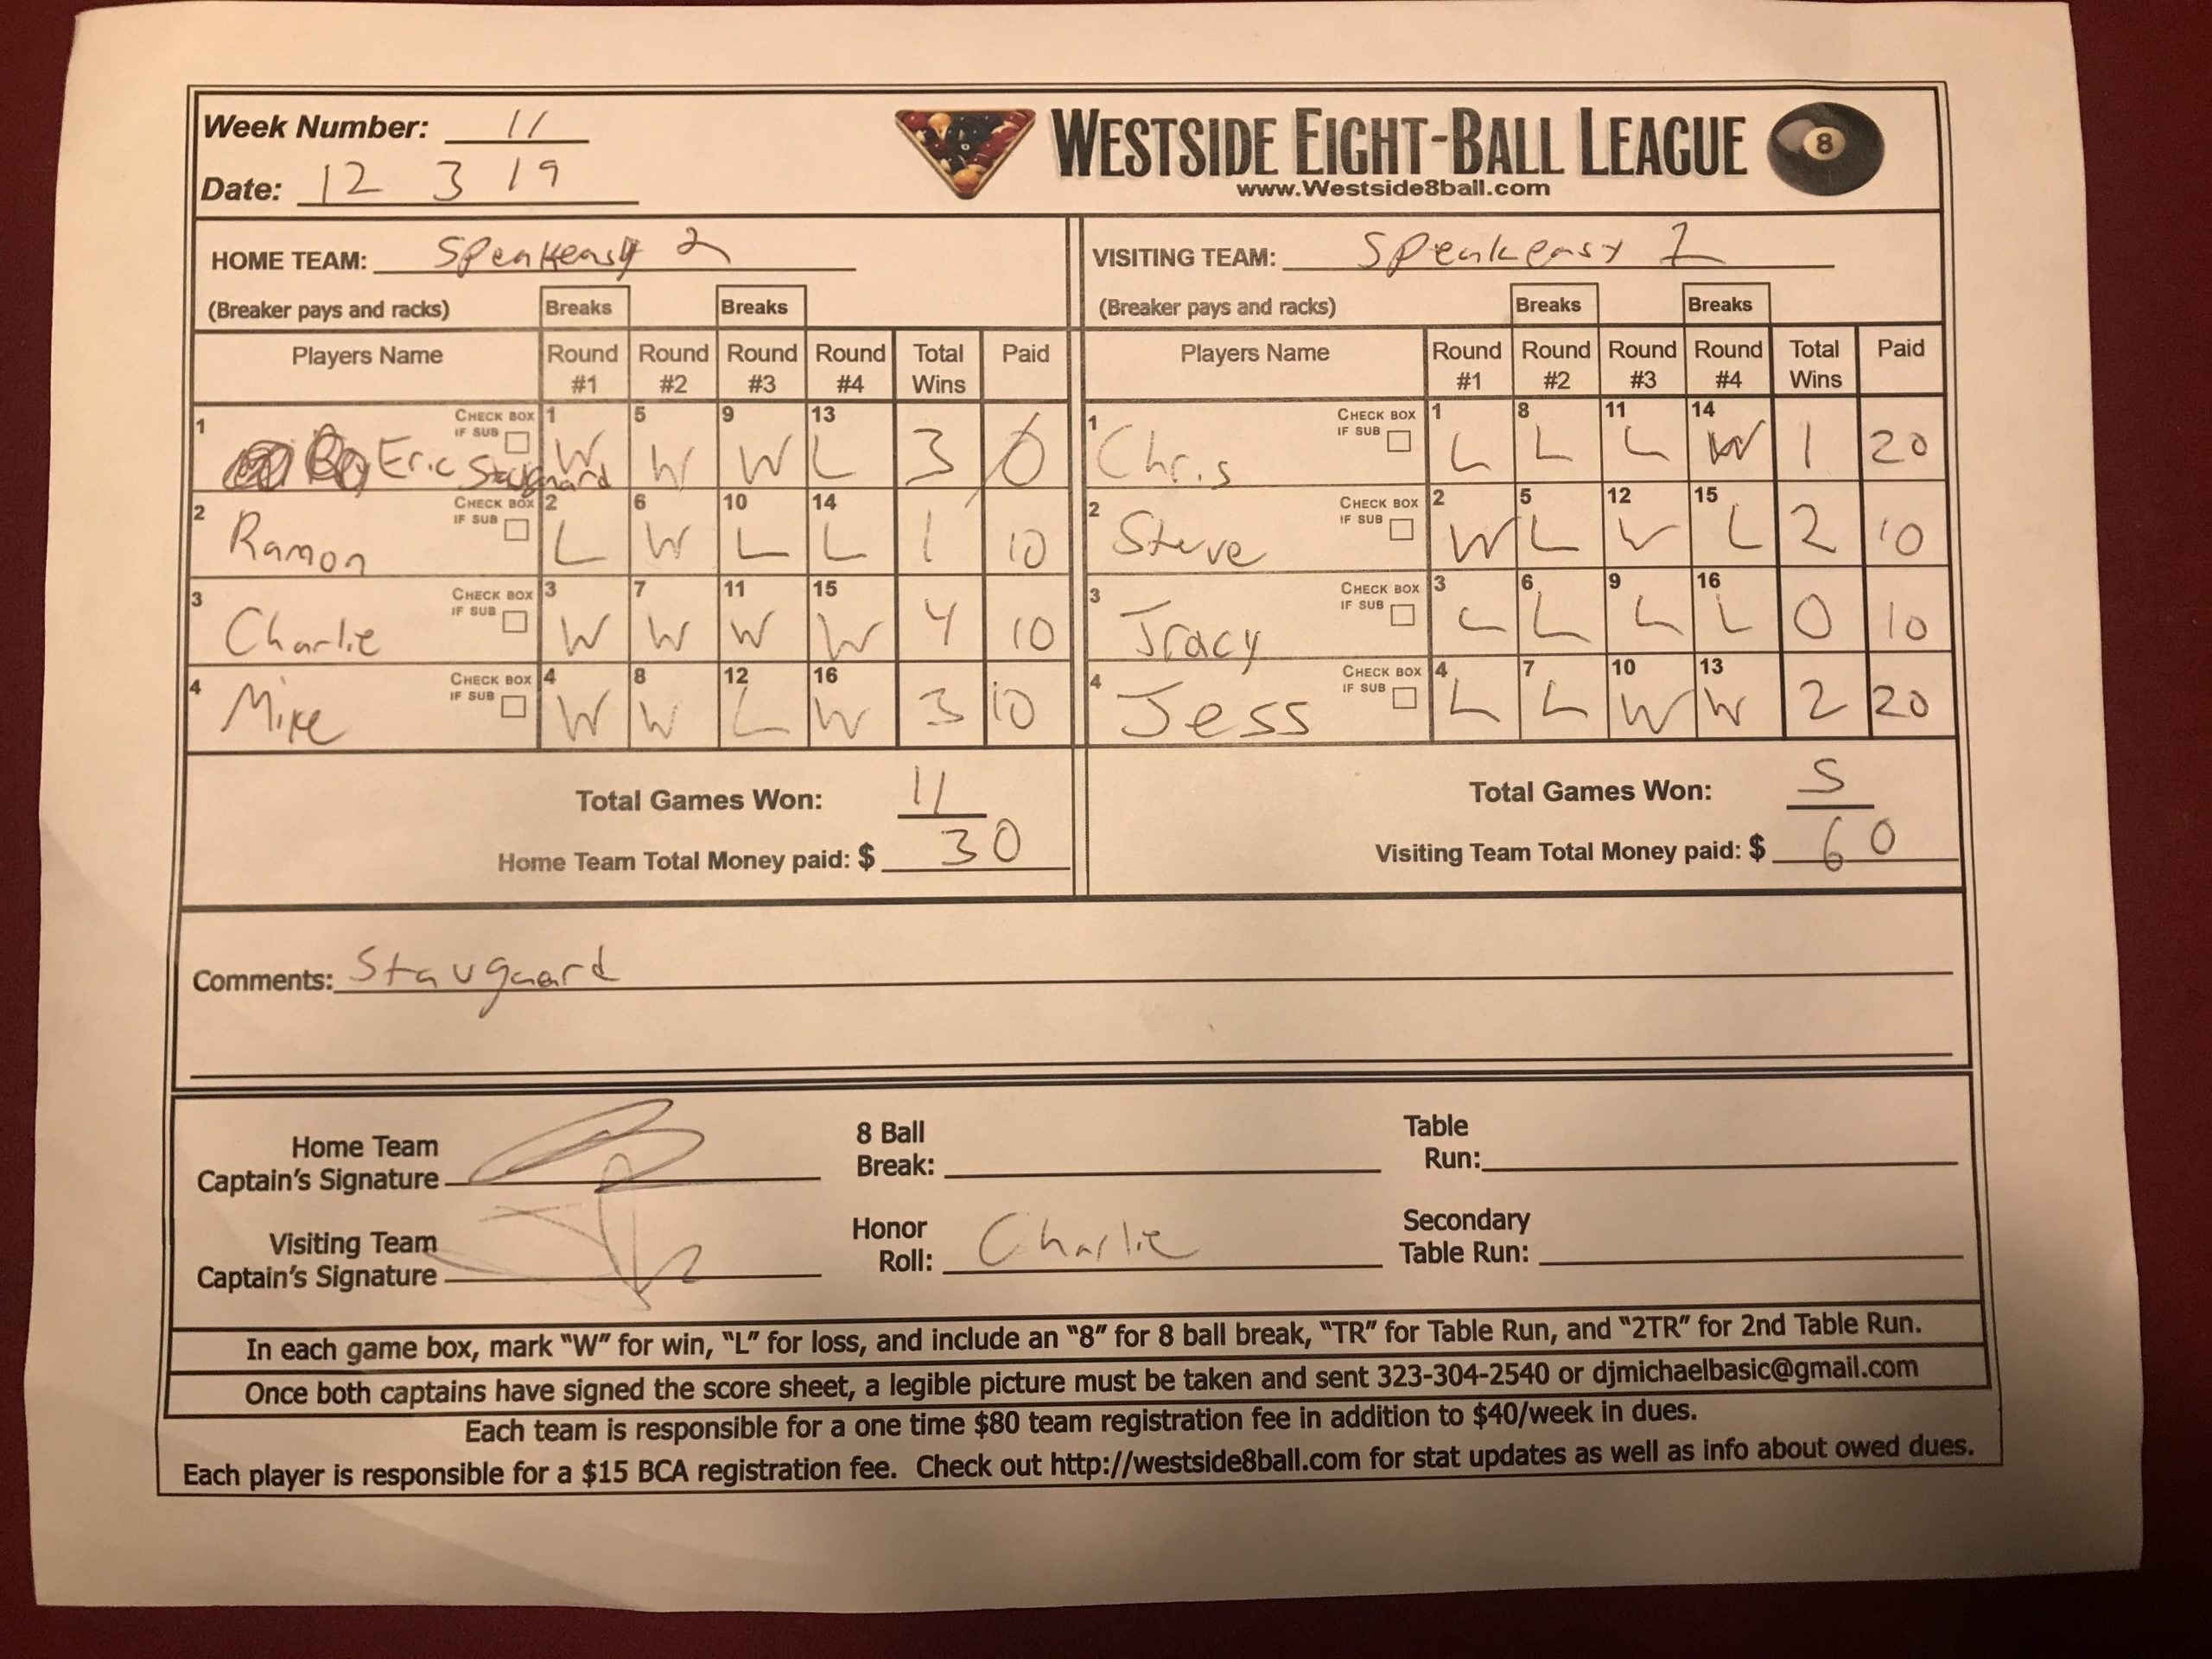 Week Number: 11
Date: 12 3 19
WESTSIDE EIGHT-BALL LEAGUE 8
www.Westside8ball.com
HOME TEAM: Speakeasy 2
(Breaker pays and racks) Breaks Breaks
Players Name Round #1 Round #2 Round #3 Round #4 Total Wins Paid
1 Eric Staugaard CHECK BOX IF SUB 1 W 5 W 9 W 13 L 3 0
2 Ramon CHECK BOX IF SUB 2 L 6 W 10 L 14 L 1 10
3 Charlie CHECK BOX IF SUB 3 W 7 W 11 W 15 W 4 10
4 Mike CHECK BOX IF SUB 4 W 8 W 12 L 16 W 3 10
Total Games Won: 11
Home Team Total Money paid: $ 30
VISITING TEAM: Speakeasy 1
(Breaker pays and racks) Breaks Breaks
Players Name Round #1 Round #2 Round #3 Round #4 Total Wins Paid
1 Chris CHECK BOX IF SUB 1 L 8 L 11 L 14 W 1 20
2 Steve CHECK BOX IF SUB 2 W 5 L 12 W 15 L 2 10
3 Tracy CHECK BOX IF SUB 3 L 6 L 9 L 16 L 0 10
4 Jess CHECK BOX IF SUB 4 L 7 L 10 W 13 W 2 20
Total Games Won: 5
Visiting Team Total Money paid: $ 60
Comments: Staugaard
Home Team
Captain's Signature
8 Ball
Break:
Table
Run:
Visiting Team
Captain's Signature
Honor
Roll: Charlie
Secondary
Table Run:
In each game box, mark "W" for win, "L" for loss, and include an "8" for 8 ball break, "TR" for Table Run, and "2TR" for 2nd Table Run.
Once both captains have signed the score sheet, a legible picture must be taken and sent 323-304-2540 or djmichaelbasic@gmail.com
Each team is responsible for a one time $80 team registration fee in addition to $40/week in dues.
Each player is responsible for a $15 BCA registration fee. Check out http://westside8ball.com for stat updates as well as info about owed dues.